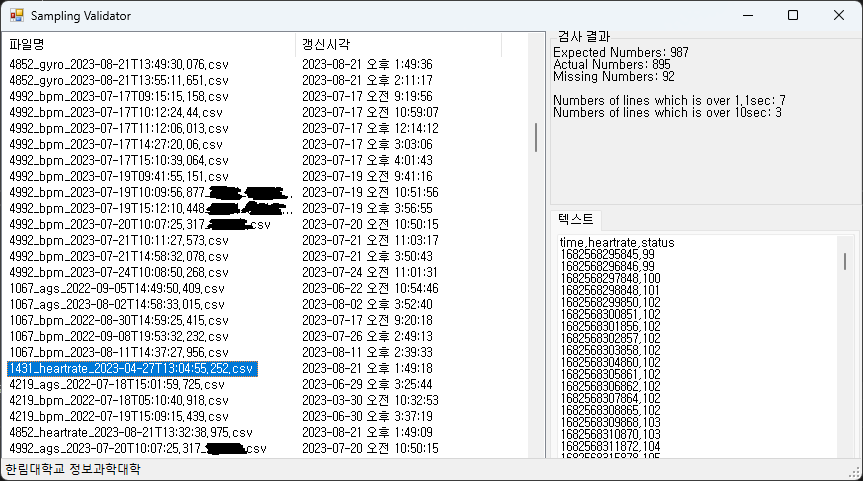 Sampling Validator
파일명 갱신시각
4852_gyro_2023-08-21T13:49:30,076,csv 2023-08-21 오후 1:49:36
4852_gyro_2023-08-21T13:55:11,651,csv 2023-08-21 오후 2:11:17
4992_bpm_2023-07-17T09:15:15,158,csv 2023-07-17 오전 9:19:56
4992_bpm_2023-07-17T10:12:24,44,csv 2023-07-17 오전 10:59:07
4992_bpm_2023-07-17T11:12:06,013,csv 2023-07-17 오후 12:14:12
4992_bpm_2023-07-17T14:27:20,06,csv 2023-07-17 오후 3:03:06
4992_bpm_2023-07-17T15:10:39,064,csv 2023-07-17 오후 4:01:43
4992_bpm_2023-07-19T09:41:55,151,csv 2023-07-19 오전 9:41:16
4992_bpm_2023-07-19T10:09:56,877_ 2023-07-19 오전 10:51:56
4992_bpm_2023-07-19T15:12:10,448_ 2023-07-19 오후 3:56:55
4992_bpm_2023-07-20T10:07:25,317_ csv 2023-07-20 오전 10:50:15
4992_bpm_2023-07-21T10:11:27,573,csv 2023-07-21 오전 11:03:17
4992_bpm_2023-07-21T14:58:32,078,csv 2023-07-21 오후 3:50:43
4992_bpm_2023-07-24T10:08:50,268,csv 2023-07-24 오전 11:01:31
1067_ags_2022-09-05T14:49:50,409,csv 2023-06-22 오전 10:54:46
1067_ags_2023-08-02T14:58:33,015,csv 2023-08-02 오후 3:52:40
1067_bpm_2022-08-30T14:59:25,415,csv 2023-07-17 오전 9:20:18
1067_bpm_2022-09-08T19:53:32,232,csv 2023-07-26 오후 2:49:13
1067_bpm_2023-08-11T14:37:27,956,csv 2023-08-11 오후 2:39:33
1431_heartrate_2023-04-27T13:04:55,252,csv 2023-08-21 오후 1:49:18
4219_ags_2022-07-18T15:01:59,725,csv 2023-06-29 오후 3:25:44
4219_bpm_2022-07-18T05:10:40,918,csv 2023-03-30 오전 10:32:53
4219_bpm_2022-07-19T15:09:15,439,csv 2023-06-30 오후 3:37:19
4852_heartrate_2023-08-21T13:32:38,975,csv 2023-08-21 오후 1:49:09
4992_ags_2023-07-20T10:07:25,317_ csv 2023-07-20 오전 10:50:15
검사 결과
Expected Numbers: 987
Actual Numbers: 895
Missing Numbers: 92
Numbers of lines which is over 1,1sec: 7
Numbers of lines which is over 10sec: 3
텍스트
time,heartrate,status
1682568295845,99
1682568296846,99
1682568297848,100
1682568298848,101
1682568299850,102
1682568300851,102
1682568301856,102
1682568302857,102
1682568303858,102
1682568304860,102
1682568305861,102
1682568306862,102
1682568307864,102
1682568308865,102
1682568309868,103
1682568310870,103
1682568311872,104
1682568315878,105
한림대학교 정보과학대학